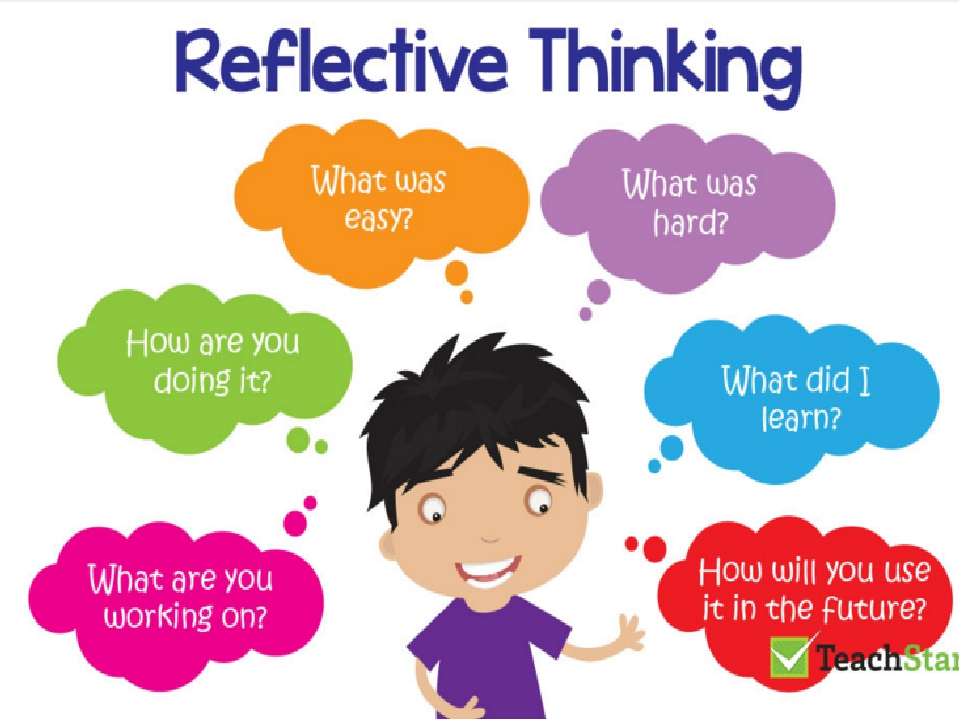 Reflective Thinking
What was
easy?
What was
hard?
How are you
doing it?
What did I
learn?
What are you
working on?
How will you use
it in the future?
TeachStar